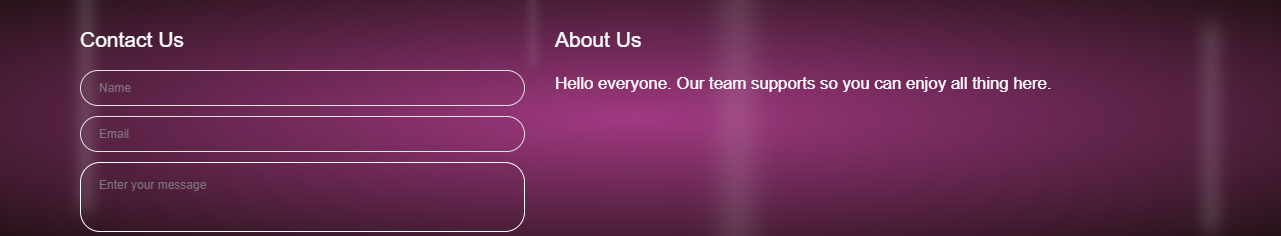 Contact Us
Name
Email
Enter your message
About Us
Hello everyone. Our team supports so you can enjoy all thing here.